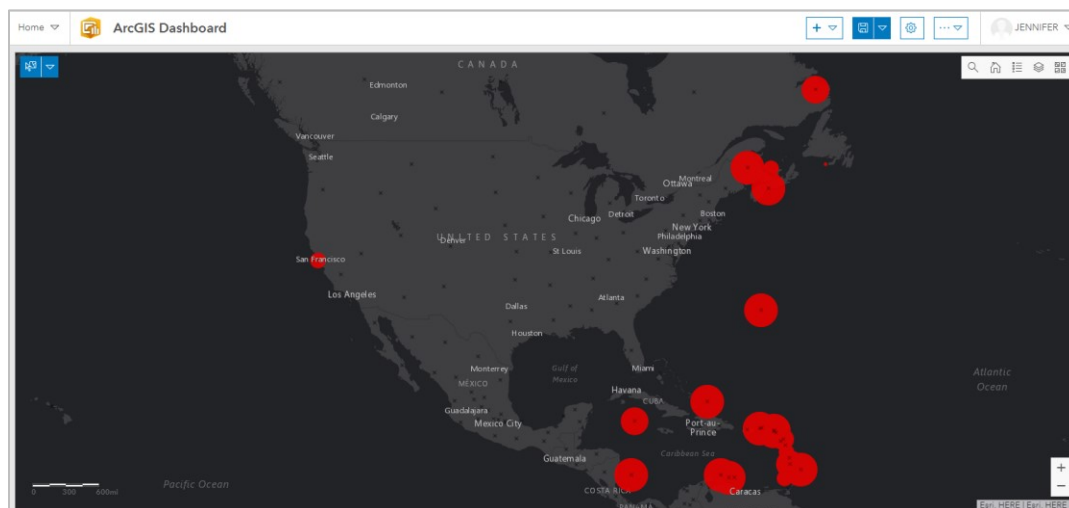 Home
ArcGIS Dashboard
JENNIFER
CANADA
Edmonton
Calgary
Vancouver
Seattle
Ottawa
Montreal
Toronto
Chicago
Detroit
Boston
New York
UNITED STATES
Denver
Philadelphia
St Louis
Washington
San Francisco
Los Angeles
Atlanta
Dallas
Houston
Monterrey
Gulf of
Mexico
Miami
Atlantic
Ocean
MÉXICO
Havana
CUBA
Guadalajara
Mexico City
Port-au-
Prince
Guatemala
Caribbean Sea
Pacific Ocean
0 300 600mi
COSTA RICA
Caracas
PANAMA
Esri, HERE | Esri, HERE